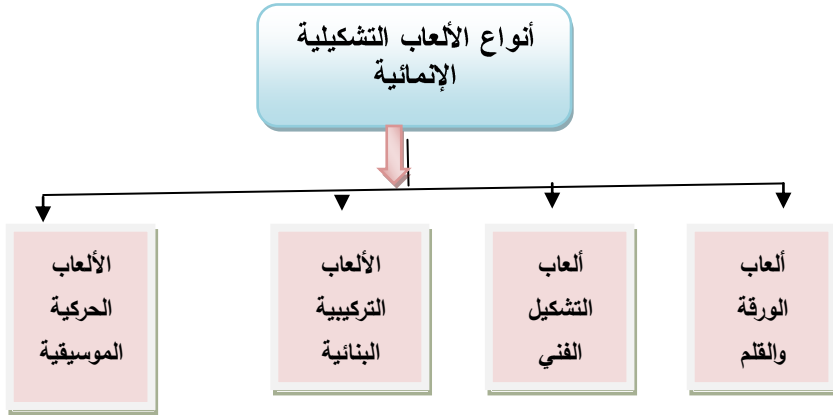 أنواع الألعاب التشكيلية
الإنمائية
ألعاب
الورقة
والقلم
ألعاب
التشكيل
الفني
الألعاب
التركيبية
البنائية
الألعاب
الحركية
الموسيقية